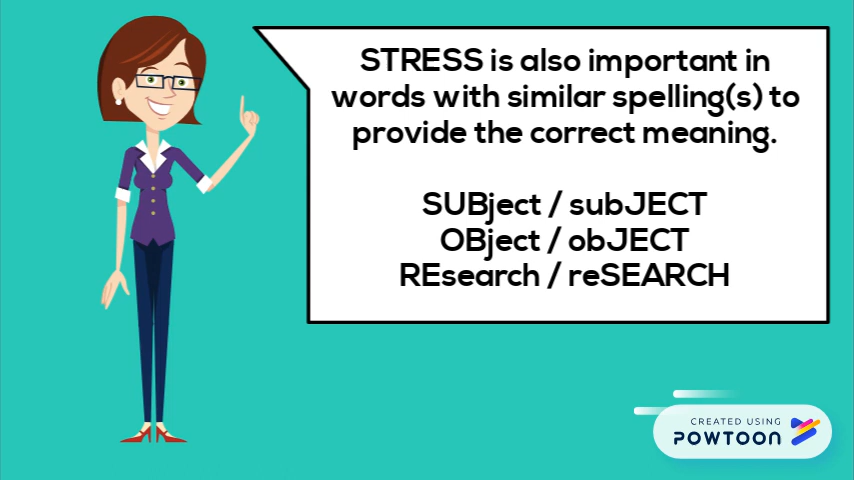 STRESS is also important in
words with similar spelling(s) to
provide the correct meaning.
SUBject / subJECT
OBject / obJECT
REsearch / reSEARCH
CREATED USING
POWTOON